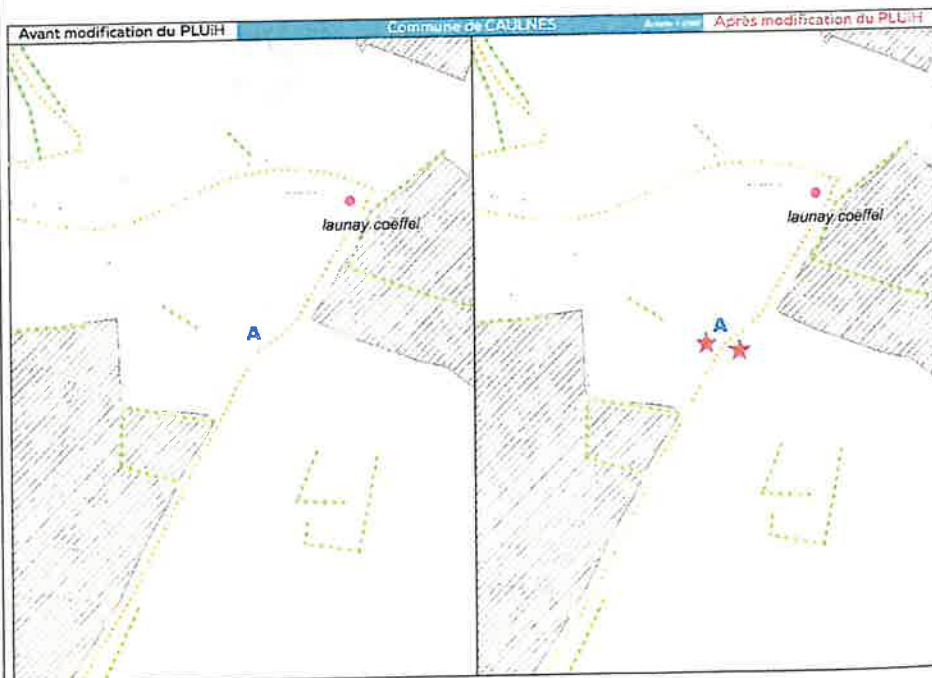 Avant modification du PLUiH
Commune de CAULNES
Après modification du PLUiH
launay coëffel
A
launay coëffel
A